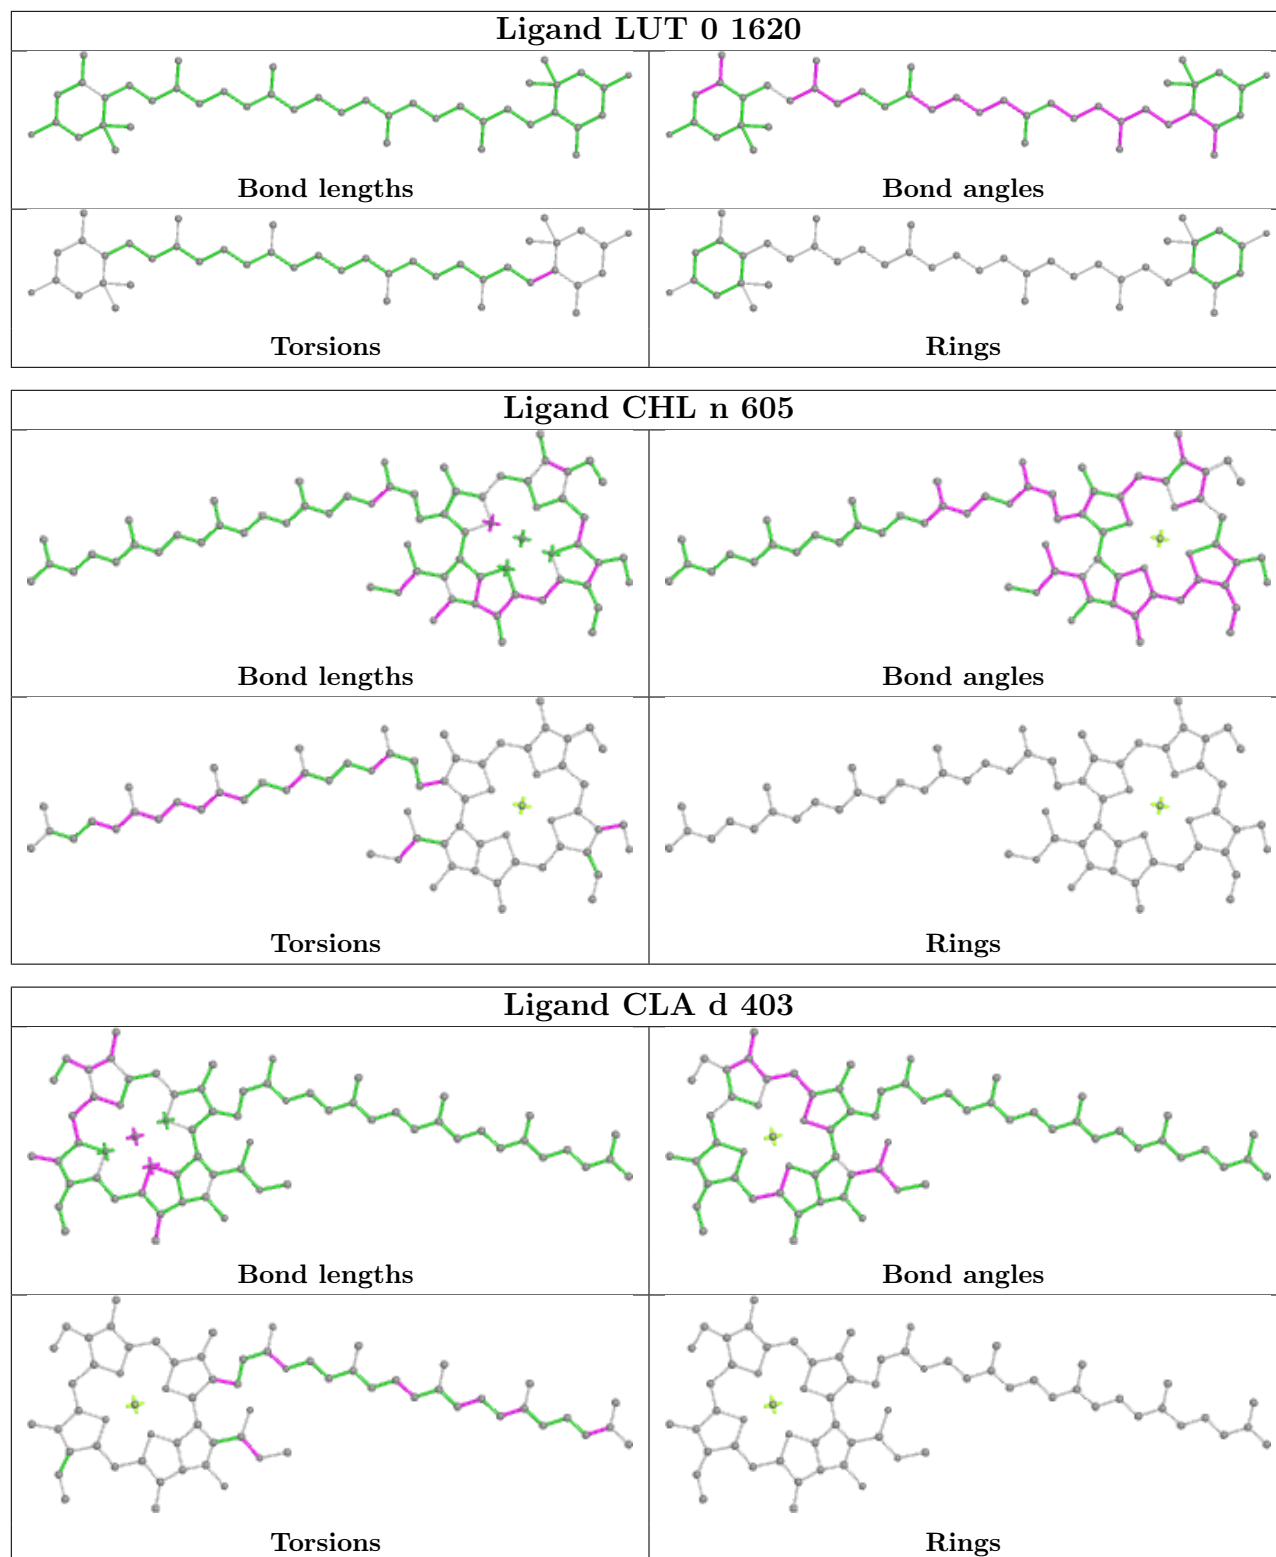 Ligand LUT 0 1620
Bond lengths
Bond angles
Torsions
Rings
Ligand CHL n 605
Bond lengths
Bond angles
Torsions
Rings
Ligand CLA d 403
Bond lengths
Bond angles
Torsions
Rings